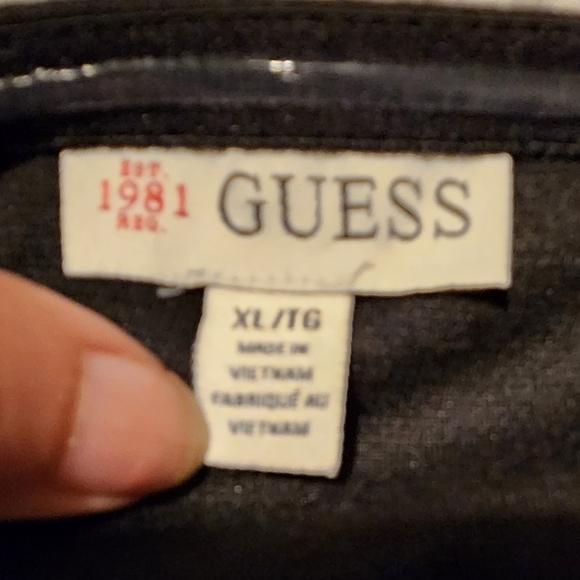 EST.
1981
REG.
GUESS
XL/TG
MADE IN
VIETNAM
FABRIQUÉ AU
VIETNAM